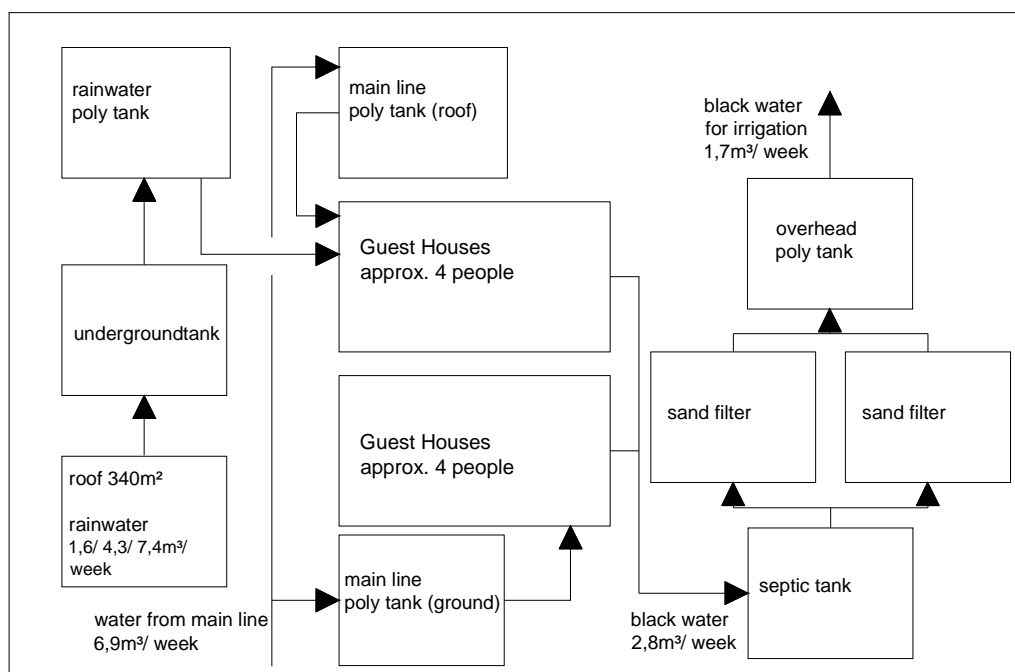 rainwater
poly tank
main line
poly tank (roof)
black water
for irrigation
1,7m³/ week
Guest Houses
approx. 4 people
overhead
poly tank
undergroundtank
Guest Houses
approx. 4 people
sand filter
sand filter
roof 340m²
rainwater
1,6/ 4,3/ 7,4m³/
week
main line
poly tank (ground)
septic tank
water from main line
6,9m³/ week
black water
2,8m³/ week